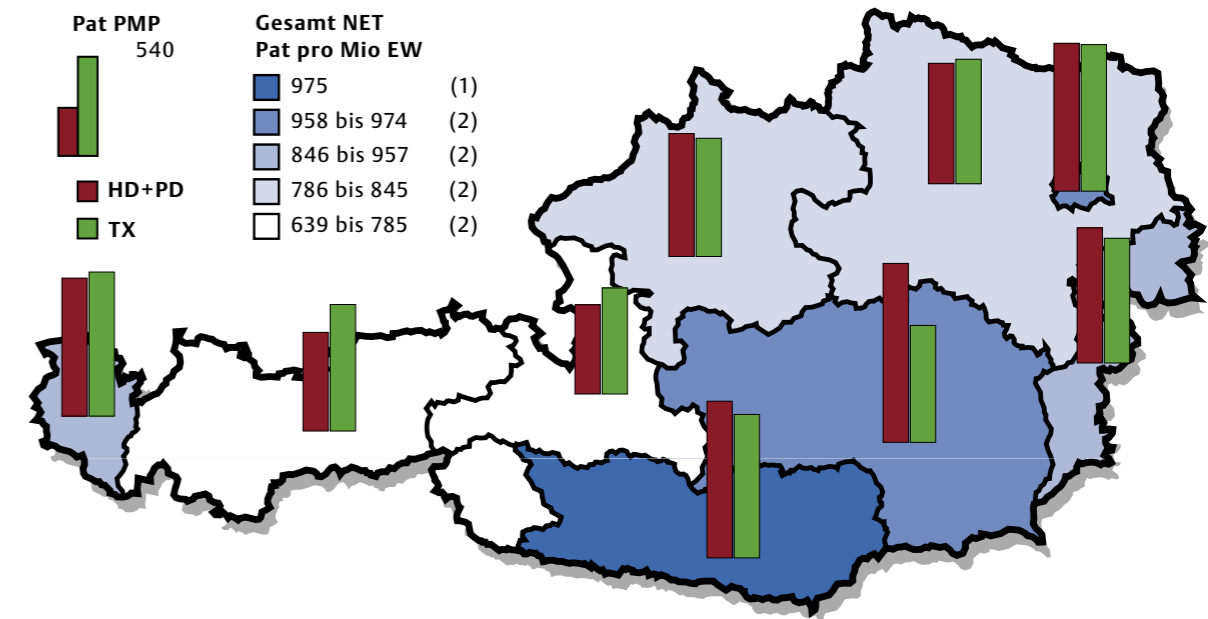 Pat PMP
540
HD+PD
TX
Gesamt NET
Pat pro Mio EW
975 (1)
958 bis 974 (2)
846 bis 957 (2)
786 bis 845 (2)
639 bis 785 (2)